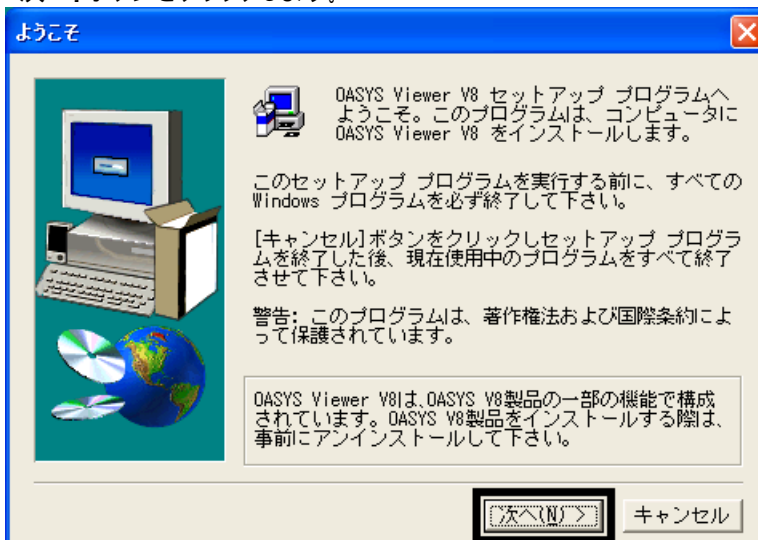 ようこそ
OASYS Viewer V8 セットアップ プログラムへ
ようこそ。このプログラムは、コンピュータに
OASYS Viewer V8 をインストールします。
このセットアップ プログラムを実行する前に、すべての
Windows プログラムを必ず終了して下さい。
[キャンセル]ボタンをクリックしセットアップ プログラ
ムを終了した後、現在使用中のプログラムをすべて終了
させて下さい。
警告: このプログラムは、著作権法および国際条約によ
って保護されています。
OASYS Viewer V8は、OASYS V8製品の一部の機能で構成
されています。OASYS V8製品をインストールする際は、
事前にアンインストールして下さい。
次へ(N) >
キャンセル